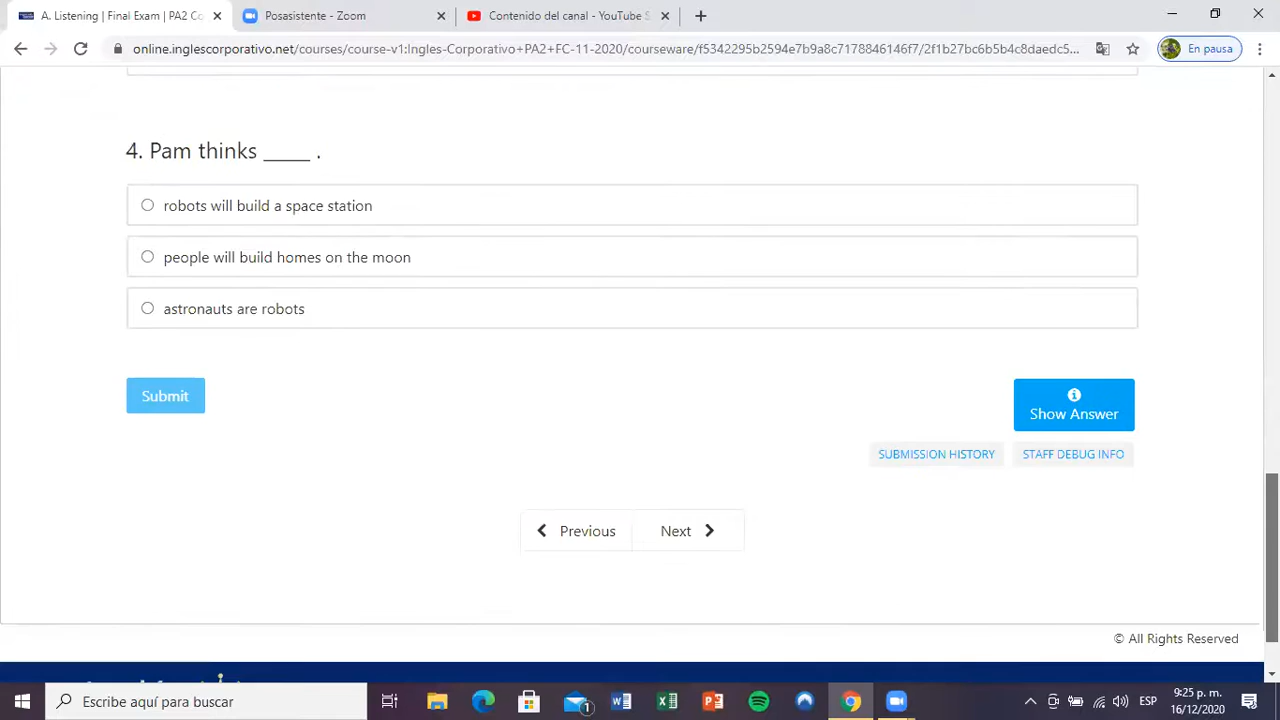 A. Listening | Final Exam | PA2 Co
Posasistente - Zoom
Contenido del canal - YouTube S
online.inglescorporativo.net/courses/course-v1:Ingles-Corporativo+PA2+FC-11-2020/courseware/f5342295b2594e7b9a8c7178846146f7/2f1b27bc6b5b4c8daedc5...
En pausa
4. Pam thinks _____ .
robots will build a space station
people will build homes on the moon
astronauts are robots
Submit
Show Answer
SUBMISSION HISTORY
STAFF DEBUG INFO
Previous
Next
© All Rights Reserved
Escribe aquí para buscar
1
ESP
9:25 p. m.
16/12/2020